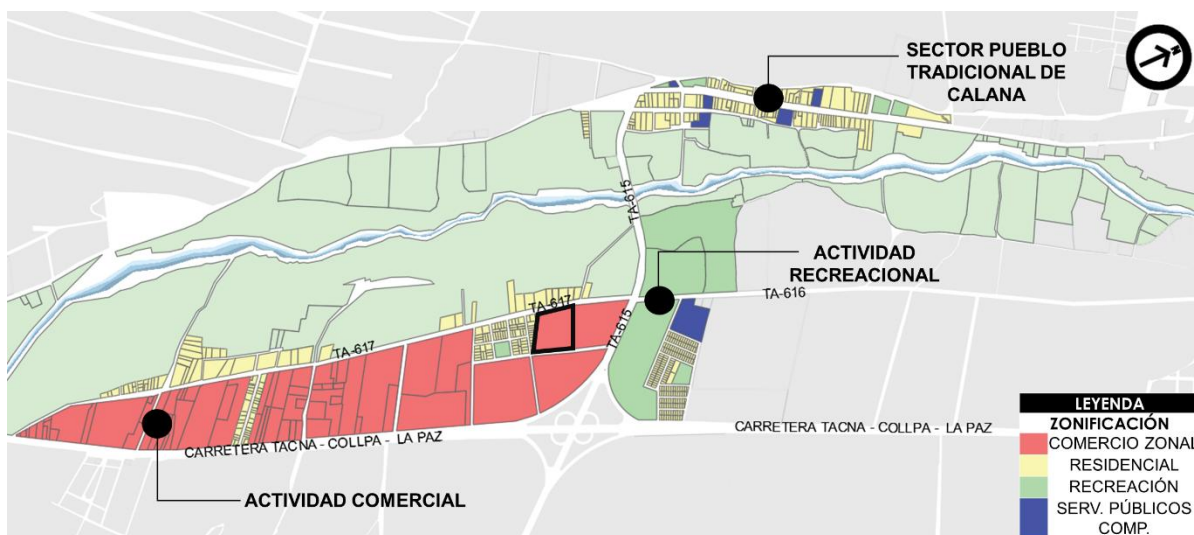 SECTOR PUEBLO
TRADICIONAL DE
CALANA
N
TA-615
ACTIVIDAD
RECREACIONAL
TA-616
TA-617
TA-615
TA-617
CARRETERA TACNA - COLLPA - LA PAZ
CARRETERA TACNA - COLLPA - LA PAZ
ACTIVIDAD COMERCIAL
LEYENDA
ZONIFICACIÓN
COMERCIO ZONAL
RESIDENCIAL
RECREACIÓN
SERV. PÚBLICOS
COMP.